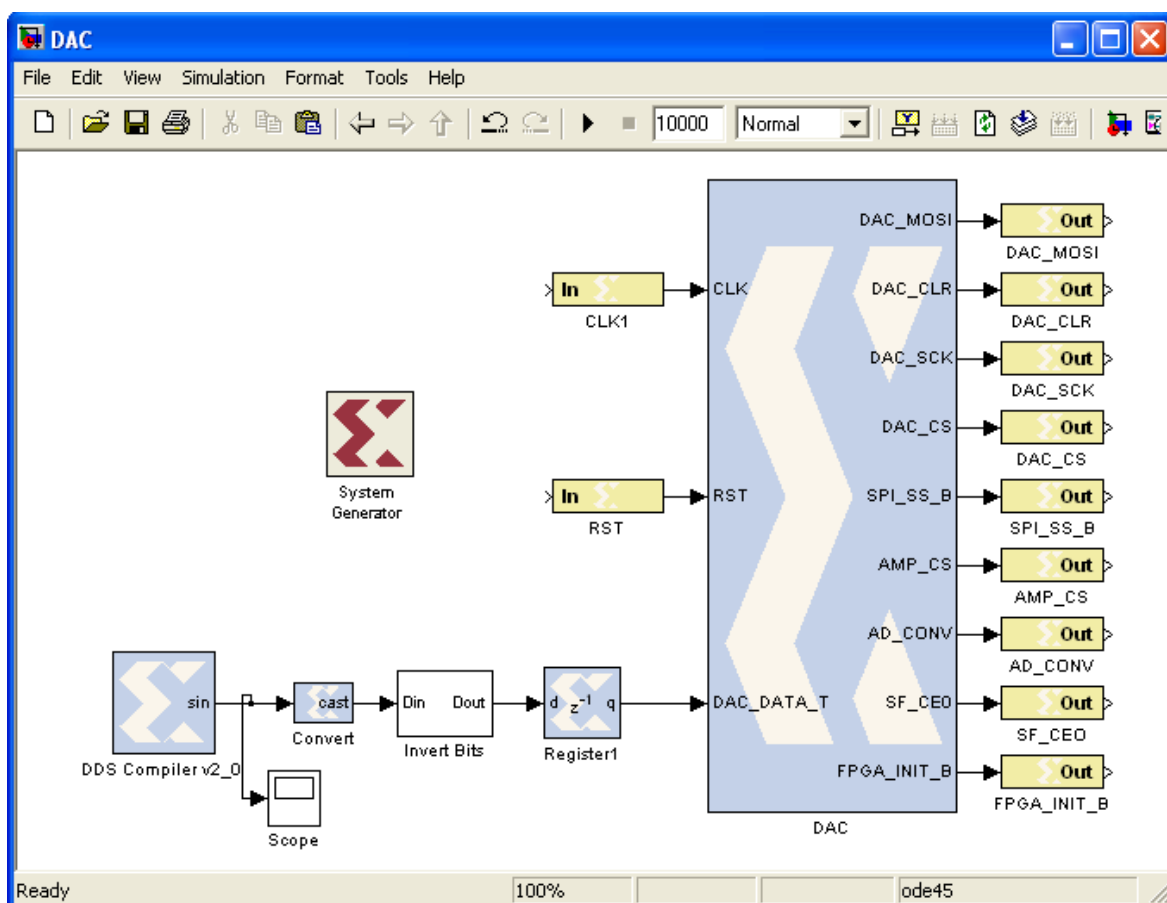 DAC
File Edit View Simulation Format Tools Help
10000 Normal
DAC_MOSI Out
DAC_MOSI
In CLK DAC_CLR Out
CLK1 DAC_CLR
DAC_SCK Out
DAC_SCK
DAC_CS Out
DAC_CS
System
Generator
In RST SPI_SS_B Out
RST SPI_SS_B
AMP_CS Out
AMP_CS
AD_CONV Out
AD_CONV
sin cast Din Dout d z-1 q DAC_DATA_T SF_CE0 Out
Convert Invert Bits Register1 SF_CEO
DDS Compiler v2_0
FPGA_INIT_B Out
FPGA_INIT_B
Scope DAC
Ready 100% ode45